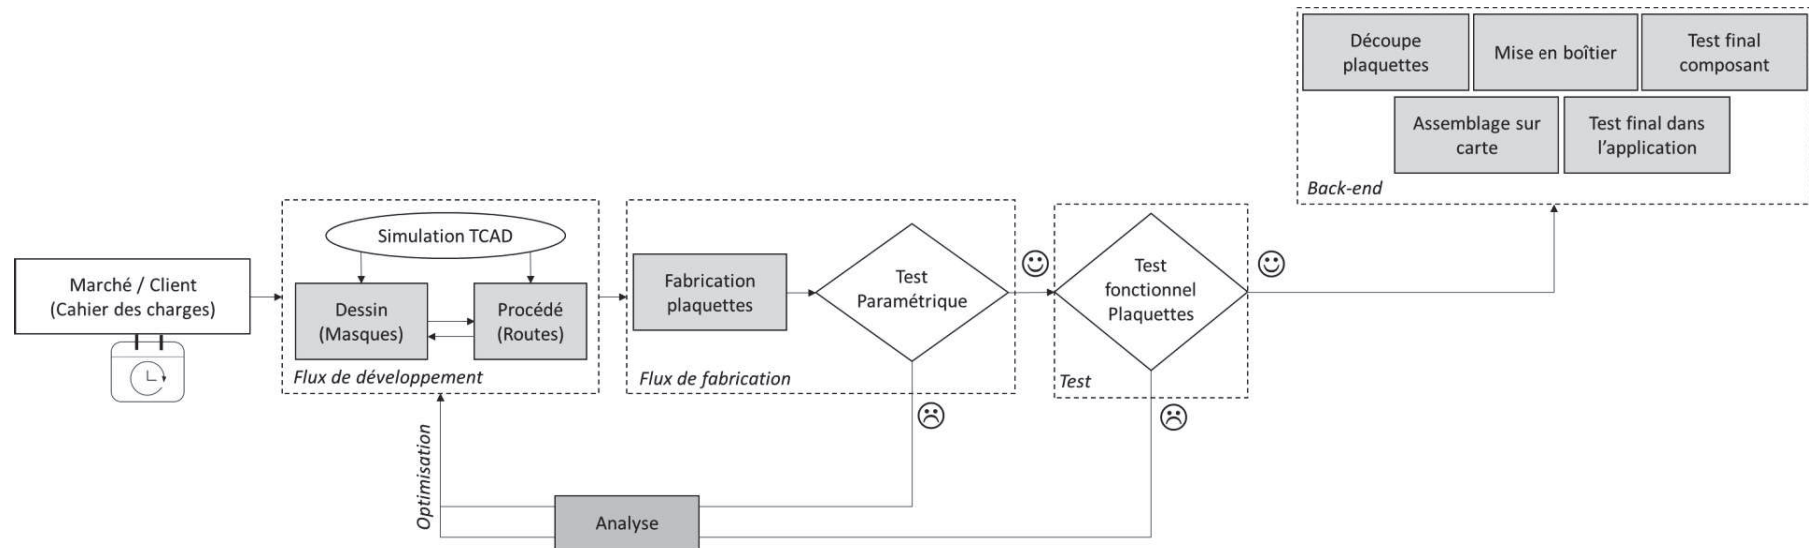 Marché / Client
(Cahier des charges)
Simulation TCAD
Dessin
(Masques)
Procédé
(Routes)
Flux de développement
Fabrication
plaquettes
Test
Paramétrique
Flux de fabrication
Test
fonctionnel
Plaquettes
Test
Découpe
plaquettes
Mise en boîtier
Test final
composant
Assemblage sur
carte
Test final dans
l'application
Back-end
Optimisation
Analyse